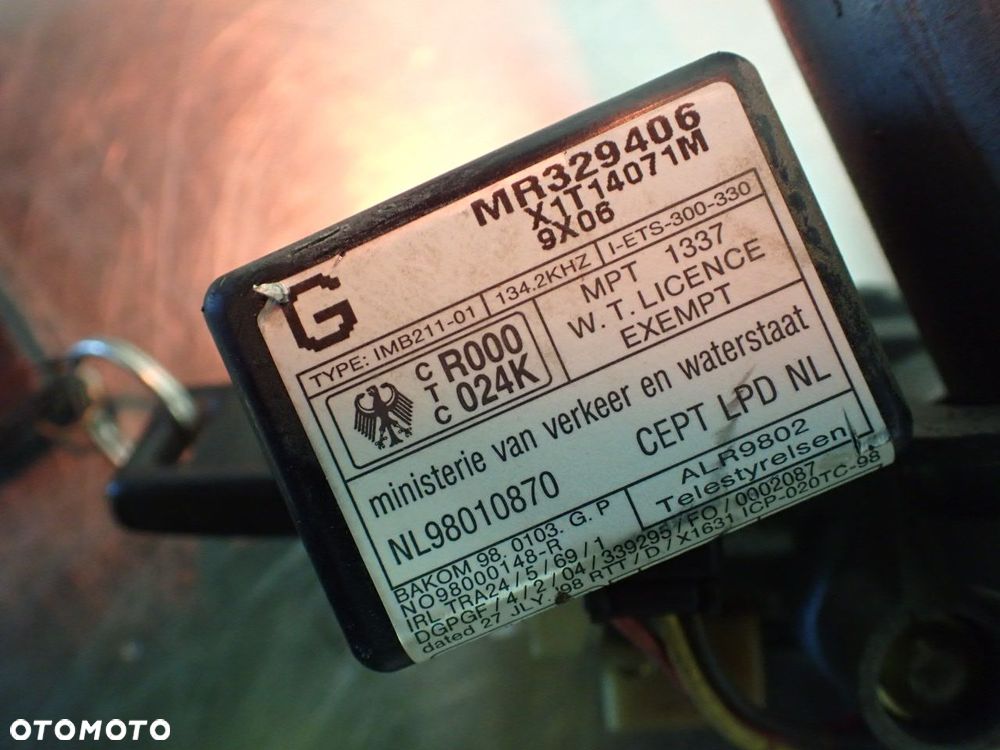 MR329406
X1T14071M
9X06
G
TYPE: IMB211-01 134.2KHZ I-ETS-300-330
CTC R000
024K
MPT 1337
W. T. LICENCE
EXEMPT
ministerie van verkeer en waterstaat
NL98010870 CEPT LPD NL
ALR9802
Telestyrelsen
BAKOM 98. 0103. G. P
NO98000148-R
IRL TRA24/5/69/1
DGPGF/4/2/04/339295/FO/0002087
dated 27 JLY. '98 RTT/D/X1631 ICP-020TC-98
OTOMOTO